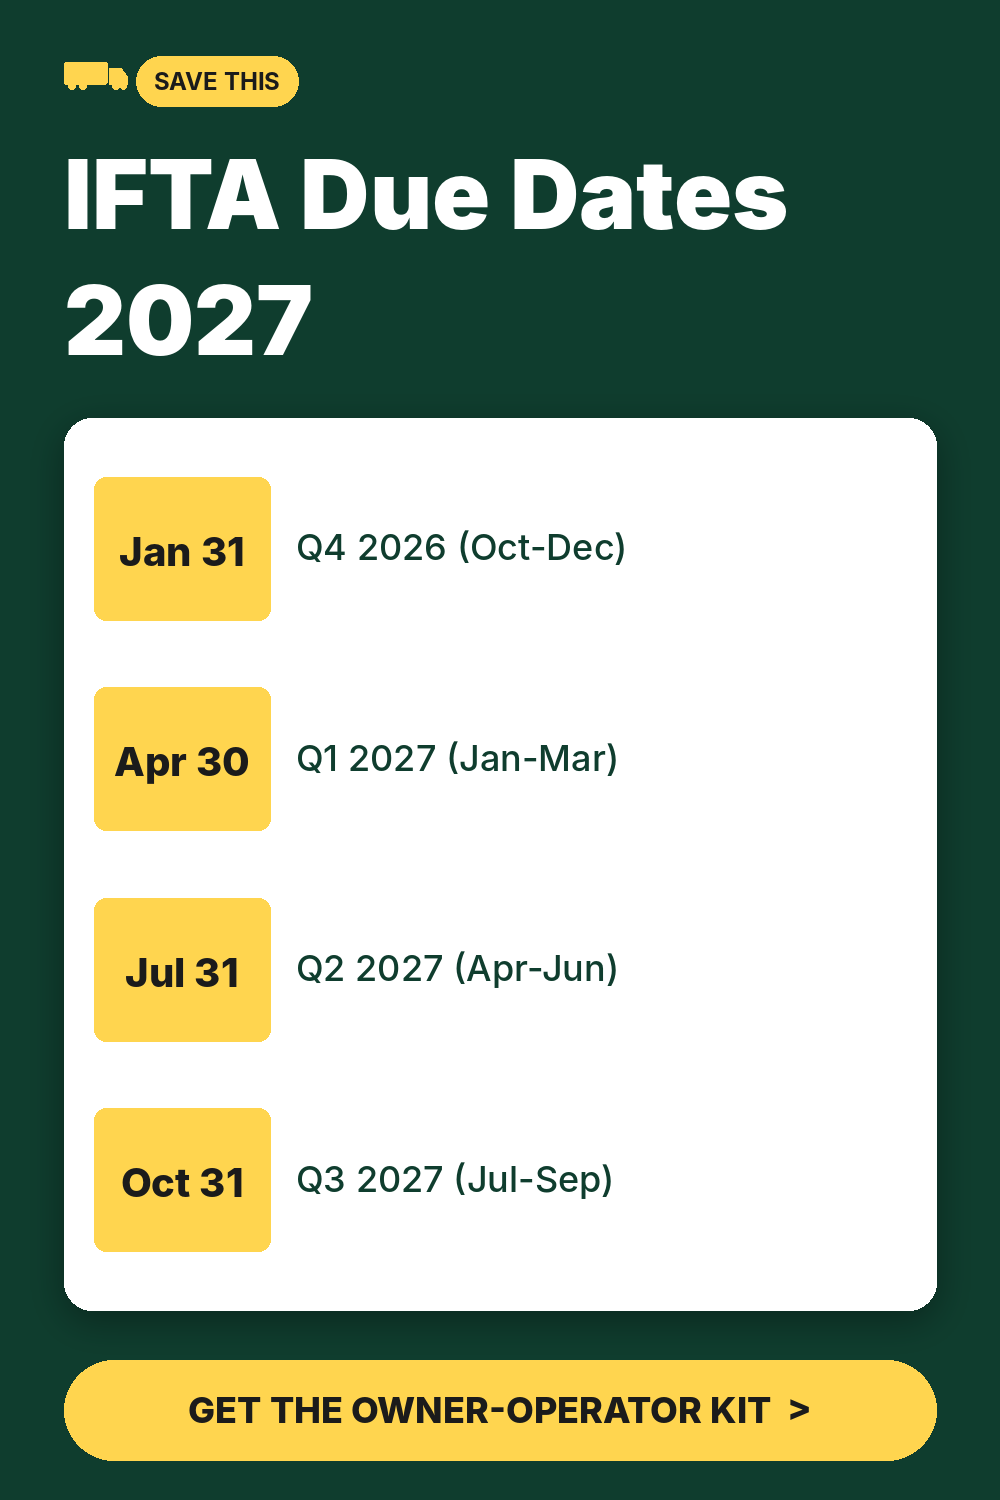 SAVE THIS
IFTA Due Dates
2027
Jan 31
Q4 2026 (Oct-Dec)
Apr 30
Q1 2027 (Jan-Mar)
Jul 31
Q2 2027 (Apr-Jun)
Oct 31
Q3 2027 (Jul-Sep)
GET THE OWNER-OPERATOR KIT >